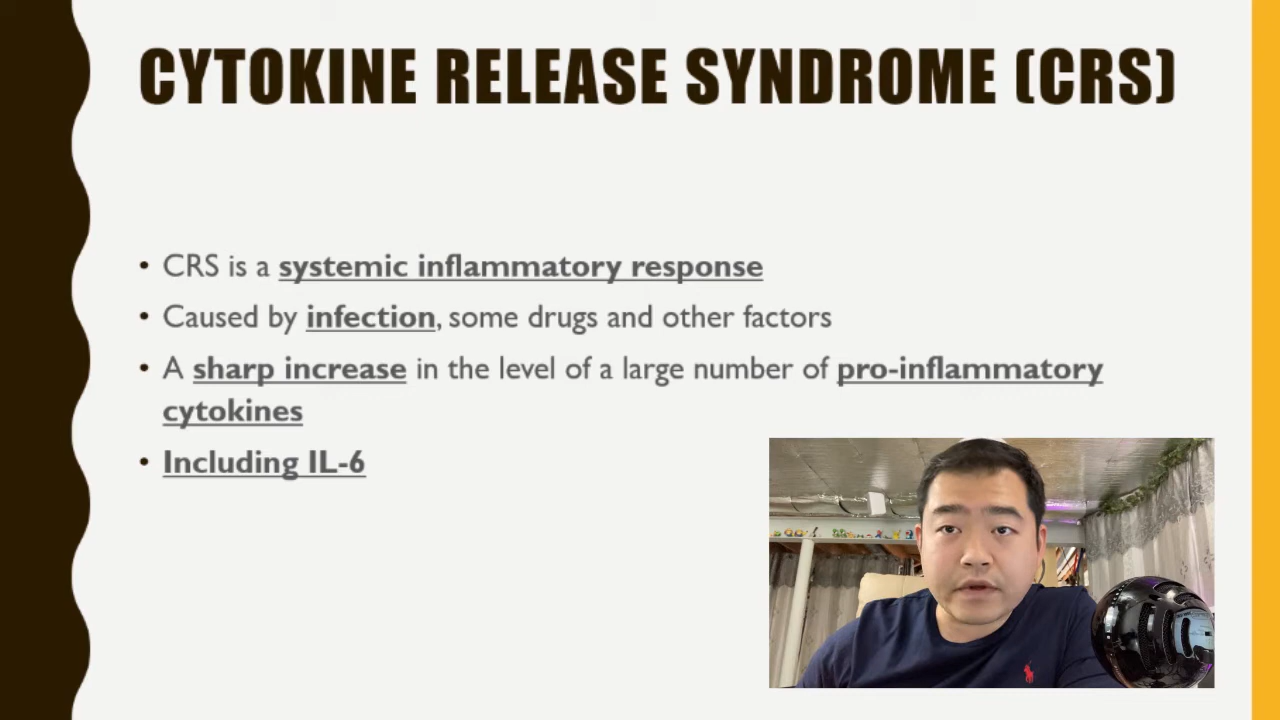 CYTOKINE RELEASE SYNDROME (CRS)
• CRS is a systemic inflammatory response
• Caused by infection, some drugs and other factors
• A sharp increase in the level of a large number of pro-inflammatory
cytokines
• Including IL-6